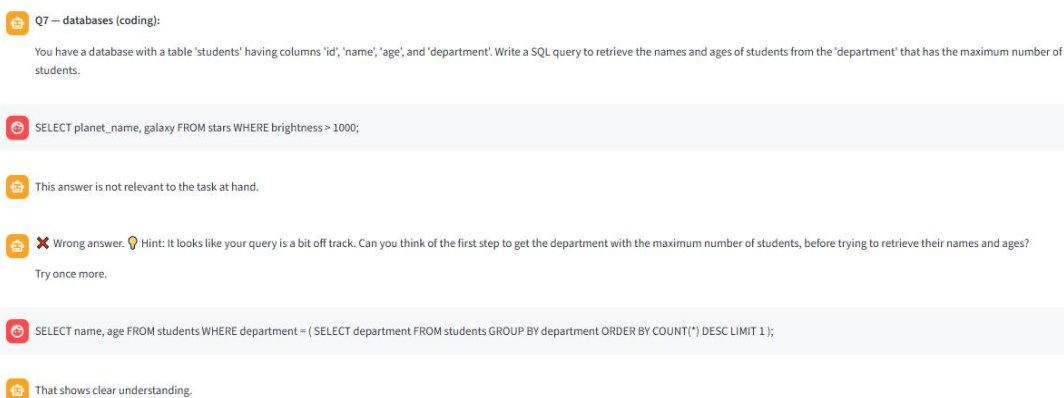 Q7 — databases (coding):
You have a database with a table 'students' having columns 'id', 'name', 'age', and 'department'. Write a SQL query to retrieve the names and ages of students from the 'department' that has the maximum number of
students.
SELECT planet_name, galaxy FROM stars WHERE brightness > 1000;
This answer is not relevant to the task at hand.
❌ Wrong answer. 💡 Hint: It looks like your query is a bit off track. Can you think of the first step to get the department with the maximum number of students, before trying to retrieve their names and ages?
Try once more.
SELECT name, age FROM students WHERE department = ( SELECT department FROM students GROUP BY department ORDER BY COUNT(*) DESC LIMIT 1 );
That shows clear understanding.